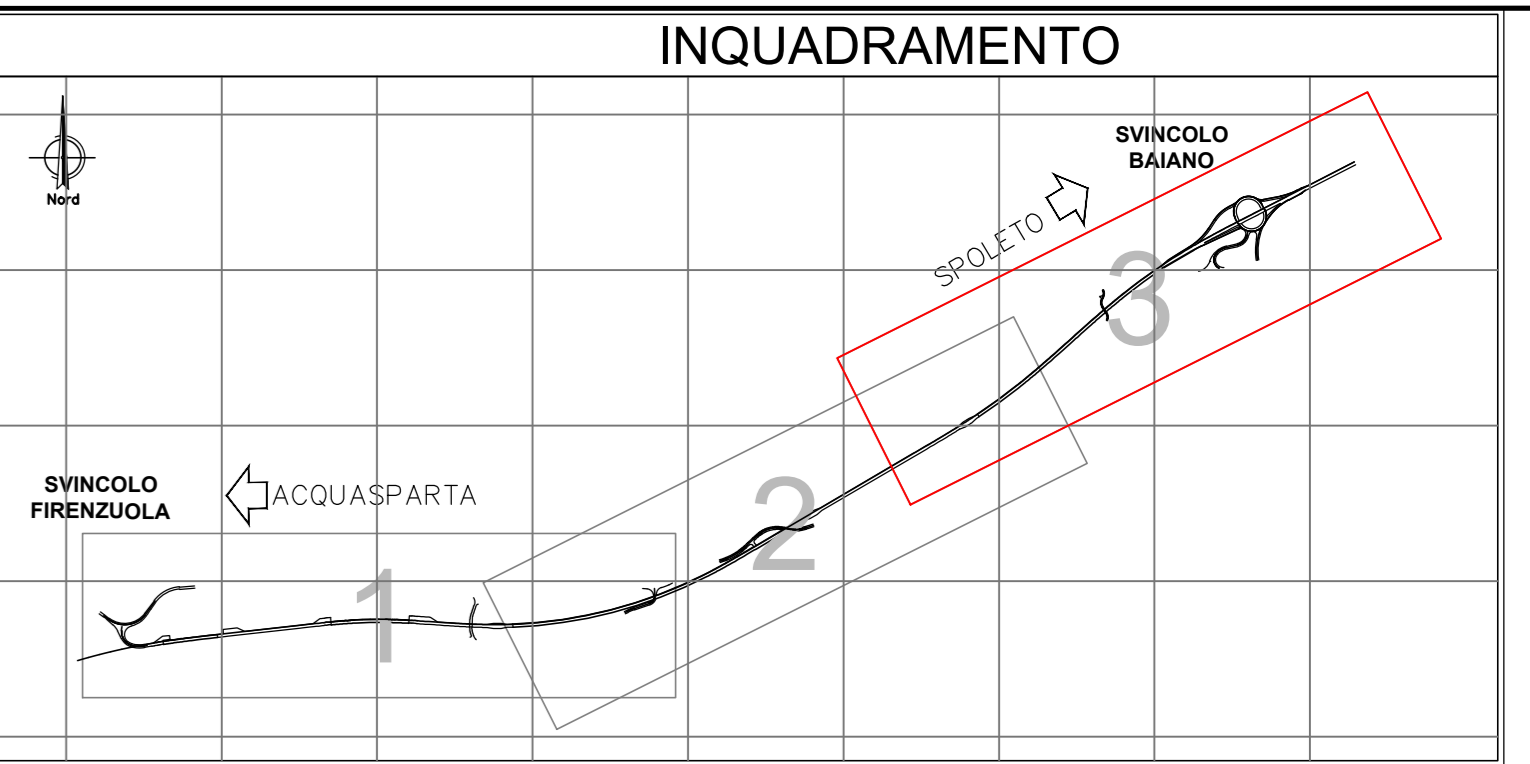 INQUADRAMENTO
Nord
SVINCOLO
BAIANO
SPOLETO
3
SVINCOLO
FIRENZUOLA
ACQUASPARTA
2
1